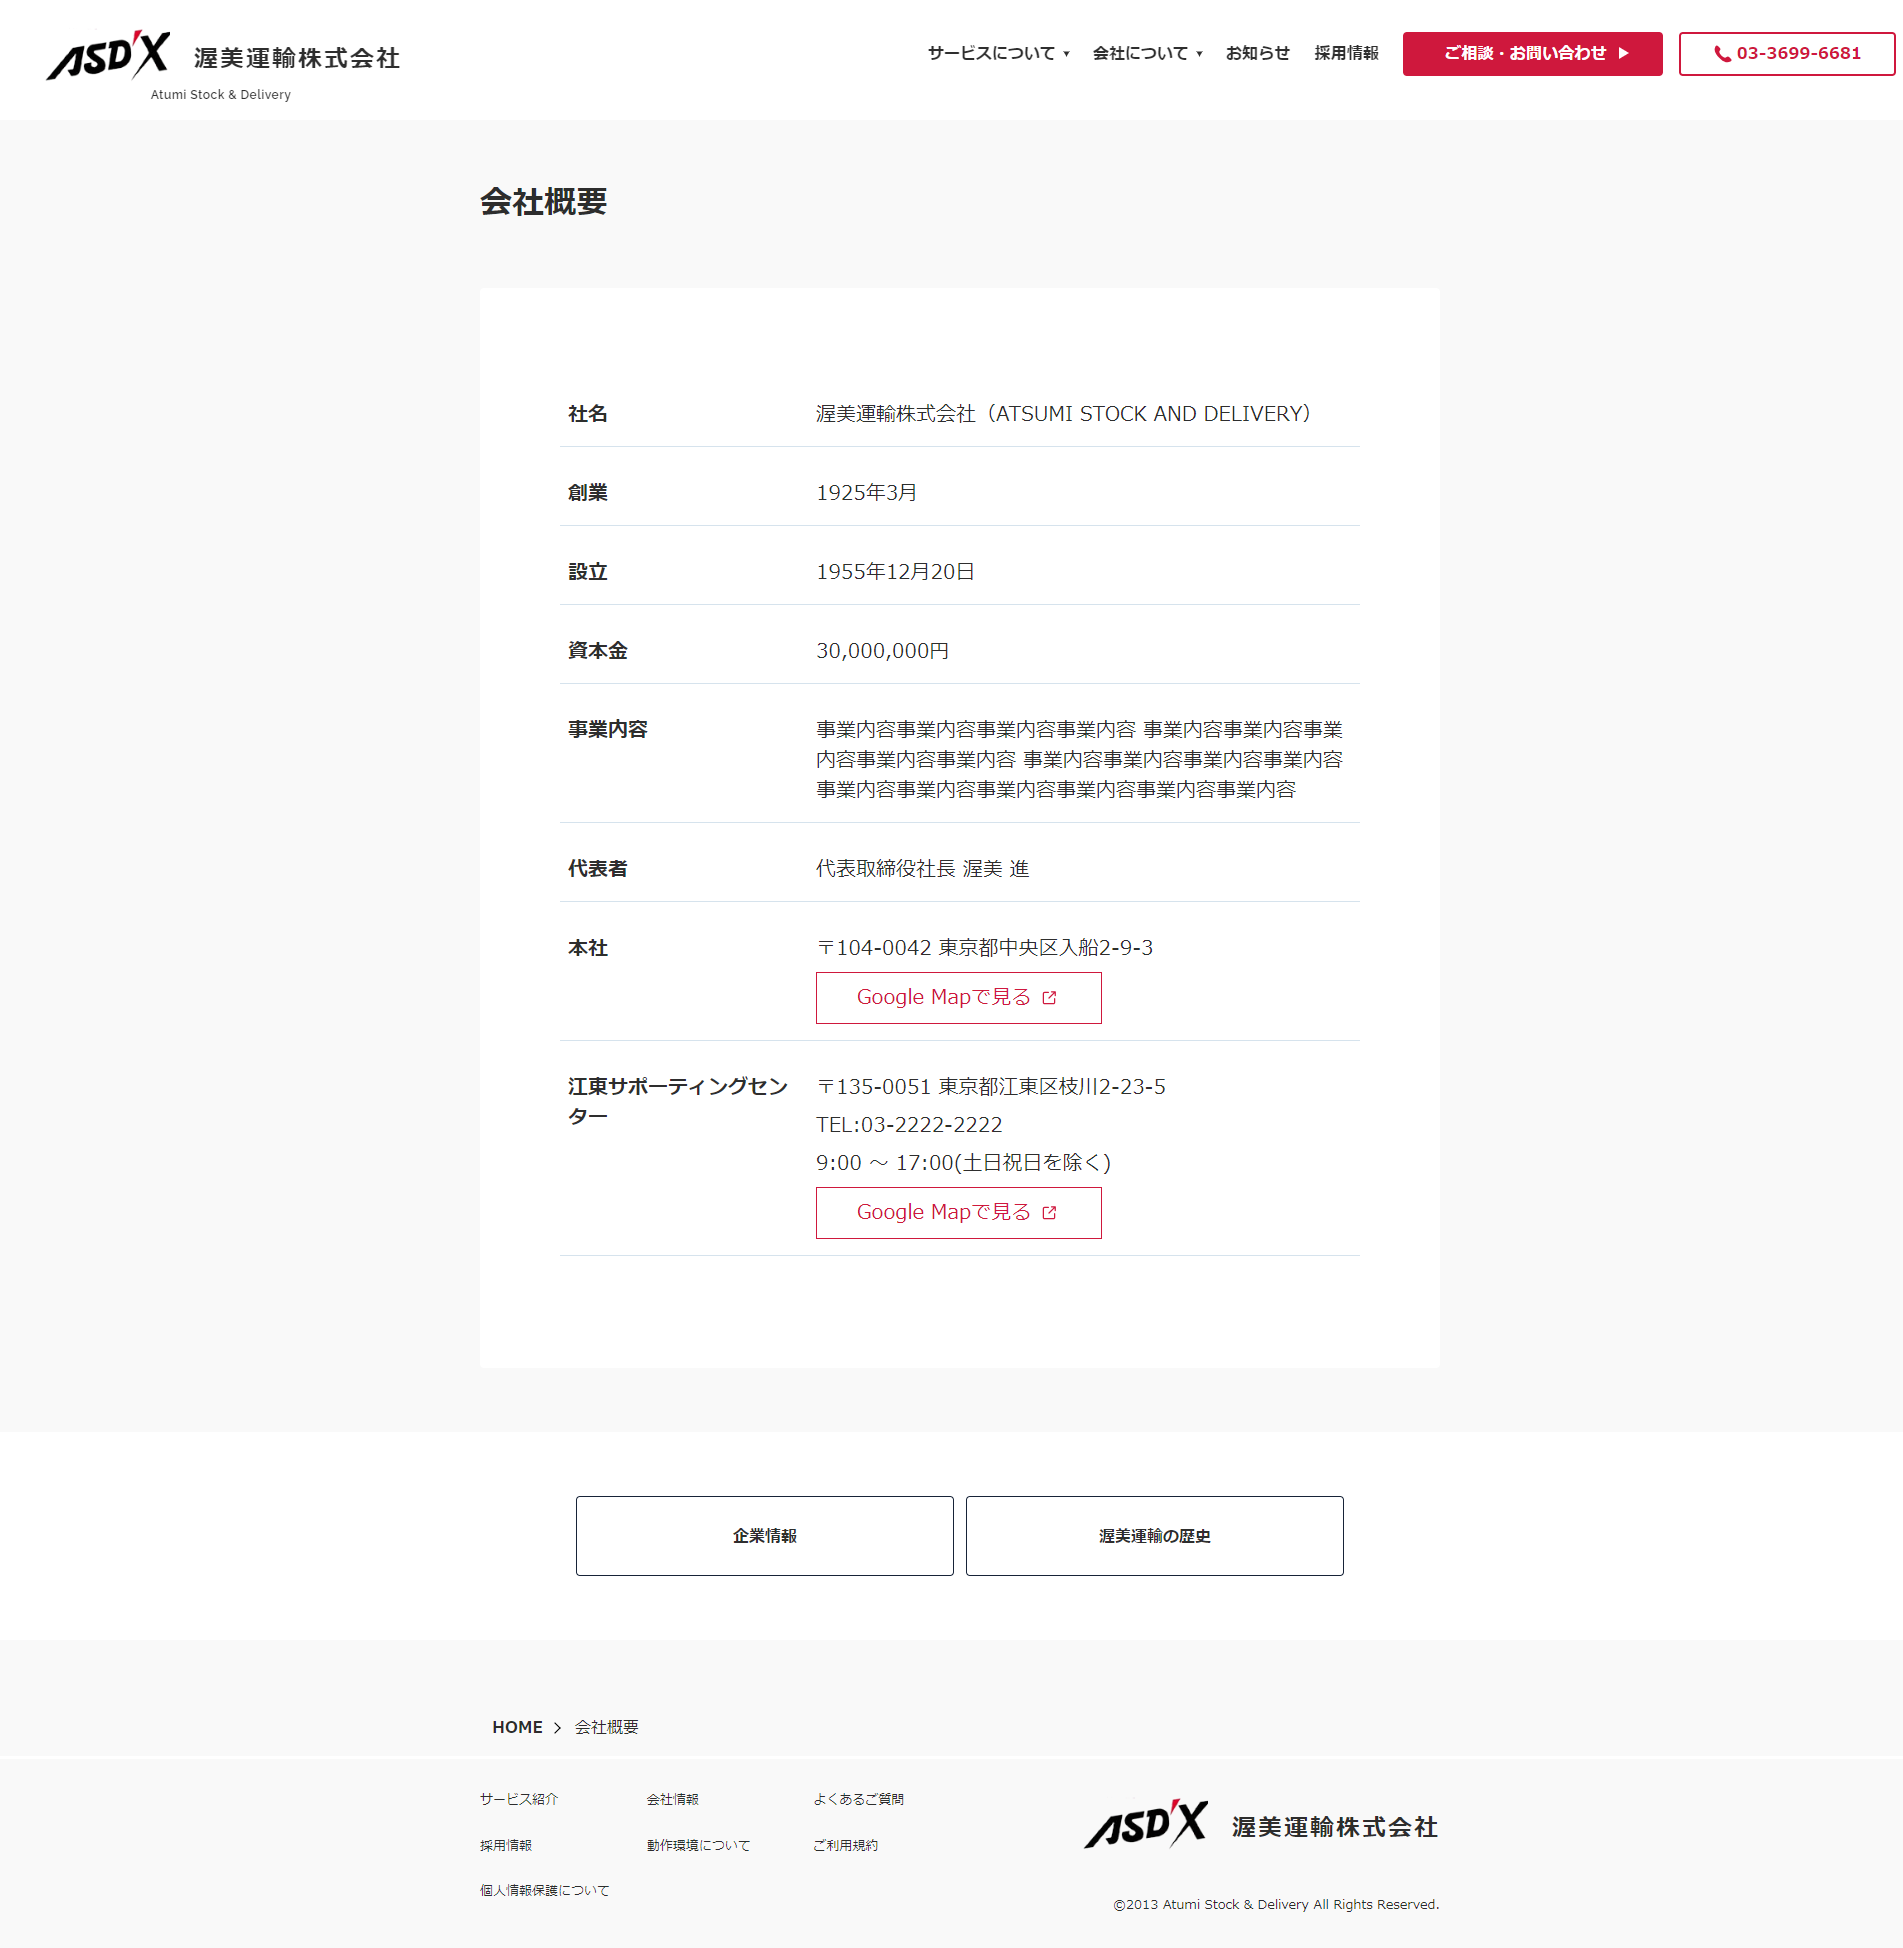 ASD'X 渥美運輸株式会社
Atumi Stock & Delivery
サービスについて ▼ 会社について ▼ お知らせ 採用情報 ご相談・お問い合わせ ▶ 03-3699-6681
会社概要
社名 渥美運輸株式会社（ATSUMI STOCK AND DELIVERY）
創業 1925年3月
設立 1955年12月20日
資本金 30,000,000円
事業内容 事業内容事業内容事業内容事業内容 事業内容事業内容事業
内容事業内容事業内容 事業内容事業内容事業内容事業内容
事業内容事業内容事業内容事業内容事業内容事業内容
代表者 代表取締役社長 渥美 進
本社 〒104-0042 東京都中央区入船2-9-3
Google Mapで見る
江東サポーティングセン
ター
〒135-0051 東京都江東区枝川2-23-5
TEL:03-2222-2222
9:00 ～ 17:00(土日祝日を除く)
Google Mapで見る
企業情報 渥美運輸の歴史
HOME > 会社概要
サービス紹介 会社情報 よくあるご質問
採用情報 動作環境について ご利用規約
個人情報保護について
ASD'X 渥美運輸株式会社
©2013 Atumi Stock & Delivery All Rights Reserved.